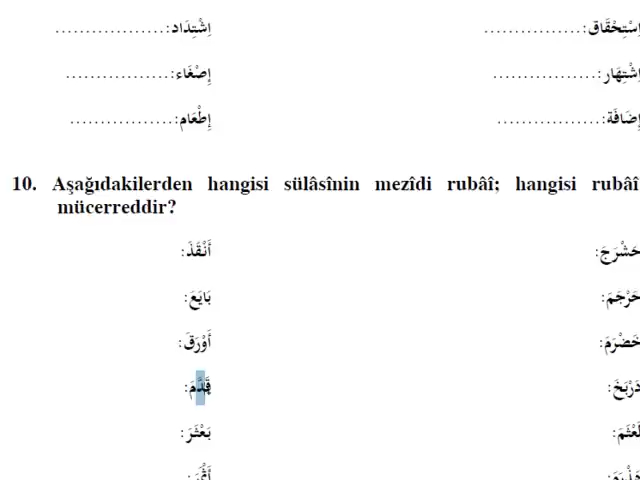 اِسْتِحْقَاق:................ اِشْتِدَاد:..................
اِشْتِهَار:................. إِصْغَاء:.................
إِضَافَة:................. إِطْعَام:.................
10. Aşağıdakilerden hangisi sülâsînin mezîdi rubâî; hangisi rubâî
mücerreddir?
حَشْرَجَ: أَنْقَذَ:
حَرْجَمَ: بَايَعَ:
خَضْرَمَ: أَوْرَقَ:
دَرْبَخَ: قَدَّمَ:
لَعْثَمَ: بَعْثَرَ: